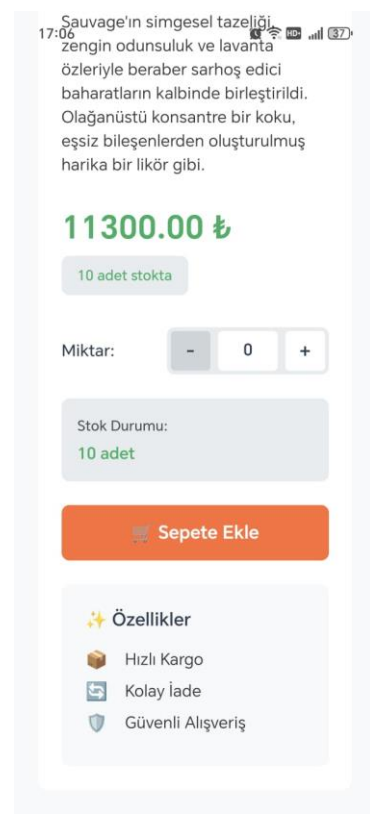 Sauvage'ın simgesel tazeliği,
17:06 HD 37
zengin odunsuluk ve lavanta
özleriyle beraber sarhoş edici
baharatların kalbinde birleştirildi.
Olağanüstü konsantre bir koku,
eşsiz bileşenlerden oluşturulmuş
harika bir likör gibi.
11300.00 ₺
10 adet stokta
Miktar: - 0 +
Stok Durumu:
10 adet
🛒 Sepete Ekle
✨ Özellikler
📦 Hızlı Kargo
🔄 Kolay İade
🛡️ Güvenli Alışveriş